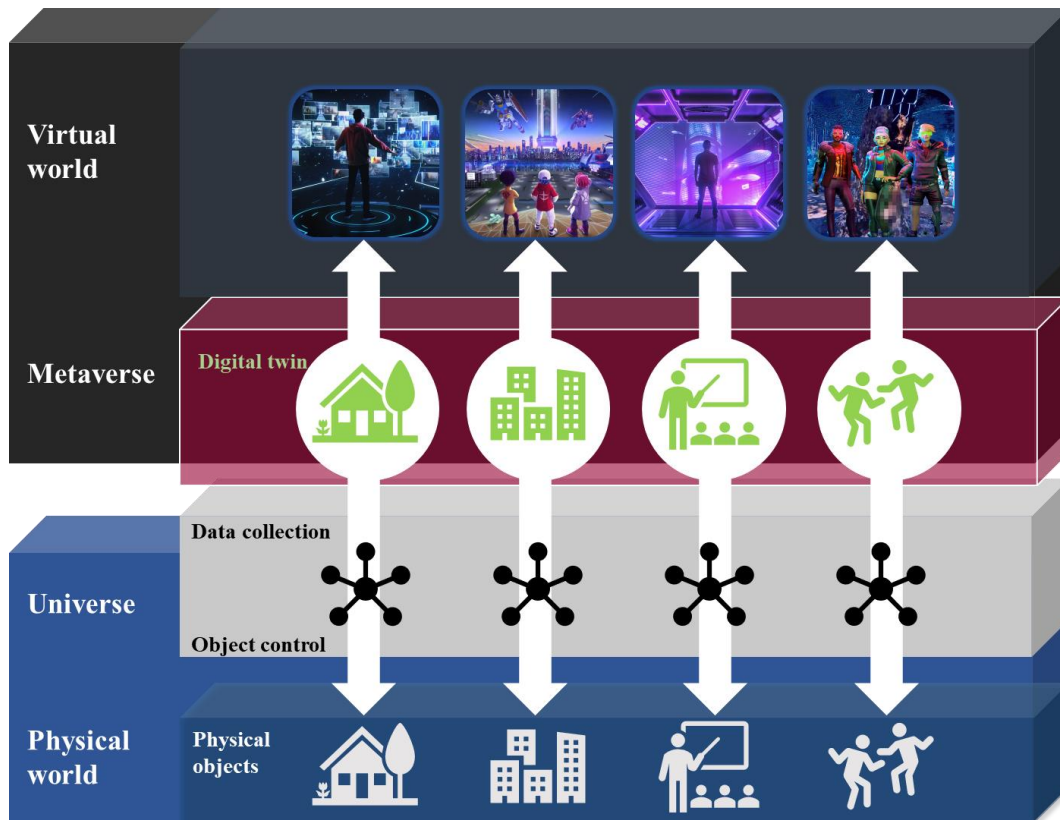 Virtual
world
Metaverse
Digital twin
Data collection
Universe
Object control
Physical
world
Physical
objects